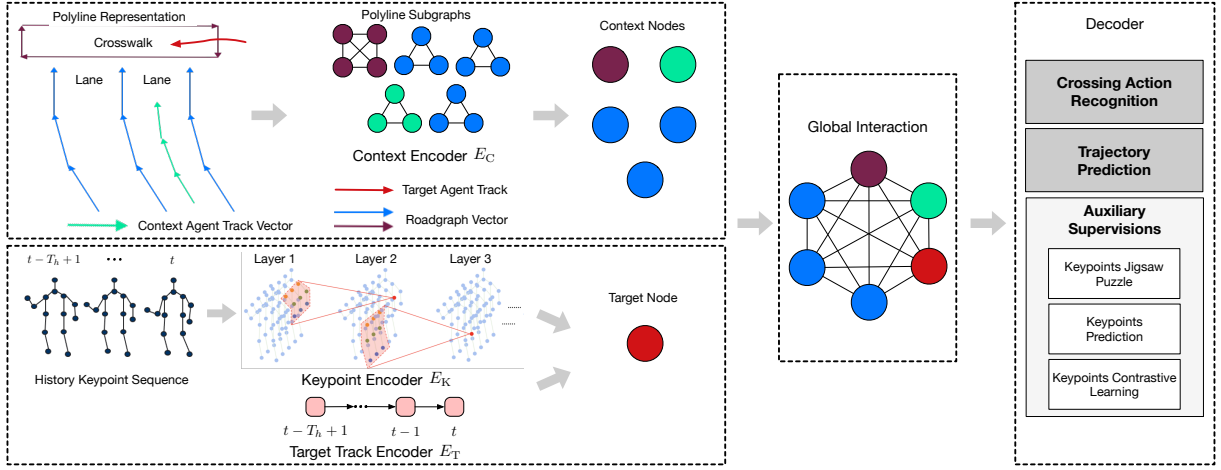 Polyline Representation
Crosswalk
Lane
Lane
Polyline Subgraphs
Context Encoder E_C
Target Agent Track
Roadgraph Vector
Context Agent Track Vector
Context Nodes
t − T_h + 1
...
t
History Keypoint Sequence
Layer 1
Layer 2
Layer 3
......
......
Keypoint Encoder E_K
...
t − T_h + 1
t − 1
t
Target Track Encoder E_T
Target Node
Global Interaction
Decoder
Crossing Action
Recognition
Trajectory
Prediction
Auxiliary
Supervisions
Keypoints Jigsaw
Puzzle
Keypoints
Prediction
Keypoints Contrastive
Learning